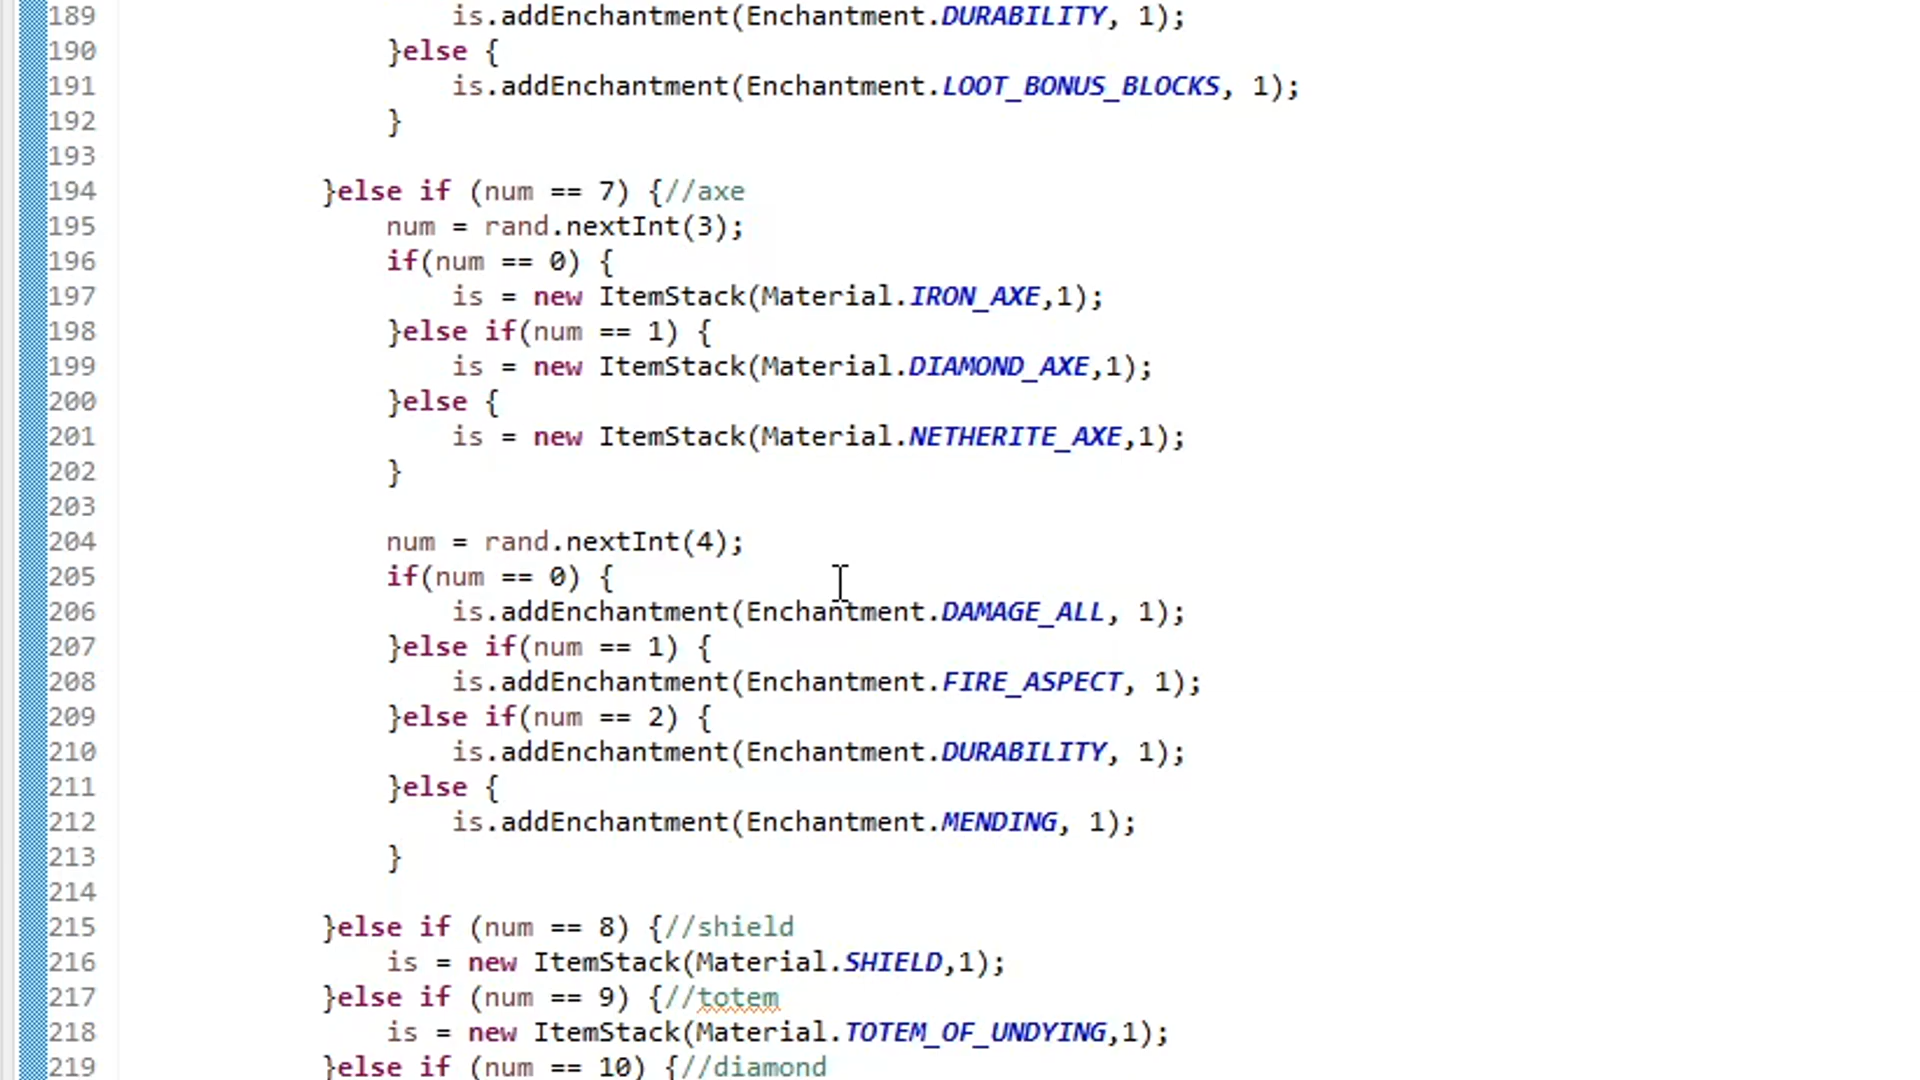 189 is.addEnchantment(Enchantment.DURABILITY, 1);
190 }else {
191 is.addEnchantment(Enchantment.LOOT_BONUS_BLOCKS, 1);
192 }
193
194 }else if (num == 7) {//axe
195 num = rand.nextInt(3);
196 if(num == 0) {
197 is = new ItemStack(Material.IRON_AXE,1);
198 }else if(num == 1) {
199 is = new ItemStack(Material.DIAMOND_AXE,1);
200 }else {
201 is = new ItemStack(Material.NETHERITE_AXE,1);
202 }
203
204 num = rand.nextInt(4);
205 if(num == 0) {
206 is.addEnchantment(Enchantment.DAMAGE_ALL, 1);
207 }else if(num == 1) {
208 is.addEnchantment(Enchantment.FIRE_ASPECT, 1);
209 }else if(num == 2) {
210 is.addEnchantment(Enchantment.DURABILITY, 1);
211 }else {
212 is.addEnchantment(Enchantment.MENDING, 1);
213 }
214
215 }else if (num == 8) {//shield
216 is = new ItemStack(Material.SHIELD,1);
217 }else if (num == 9) {//totem
218 is = new ItemStack(Material.TOTEM_OF_UNDYING,1);
219 }else if (num == 10) {//diamond